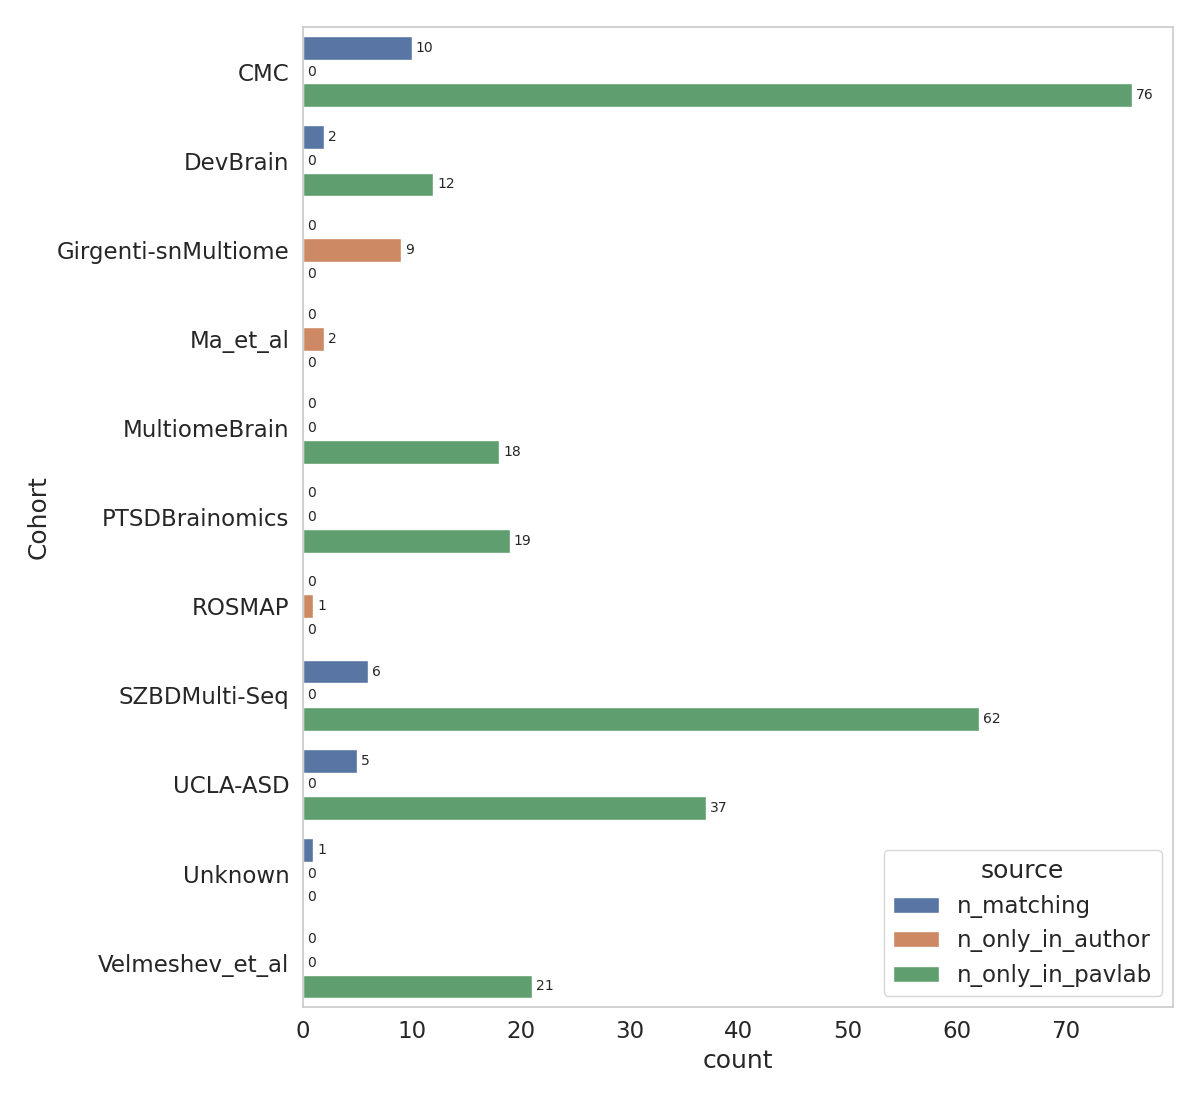 Cohort
CMC
10
0
76
DevBrain
2
0
12
Girgenti-snMultiome
0
9
0
Ma_et_al
0
2
0
MultiomeBrain
0
0
18
PTSDBrainomics
0
0
19
ROSMAP
0
1
0
SZBDMulti-Seq
6
0
62
UCLA-ASD
5
0
37
Unknown
1
0
0
Velmeshev_et_al
0
0
21
source
n_matching
n_only_in_author
n_only_in_pavlab
0 10 20 30 40 50 60 70
count